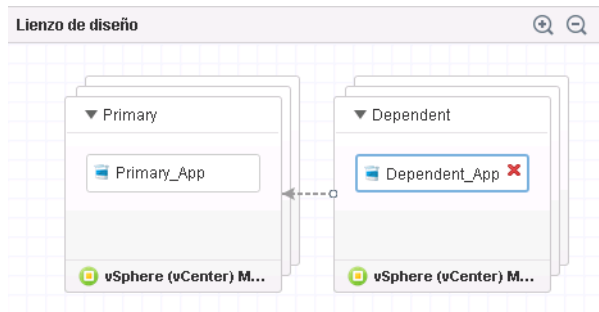 Lienzo de diseño
Primary
Dependent
Primary_App
Dependent_App
vSphere (vCenter) M...
vSphere (vCenter) M...